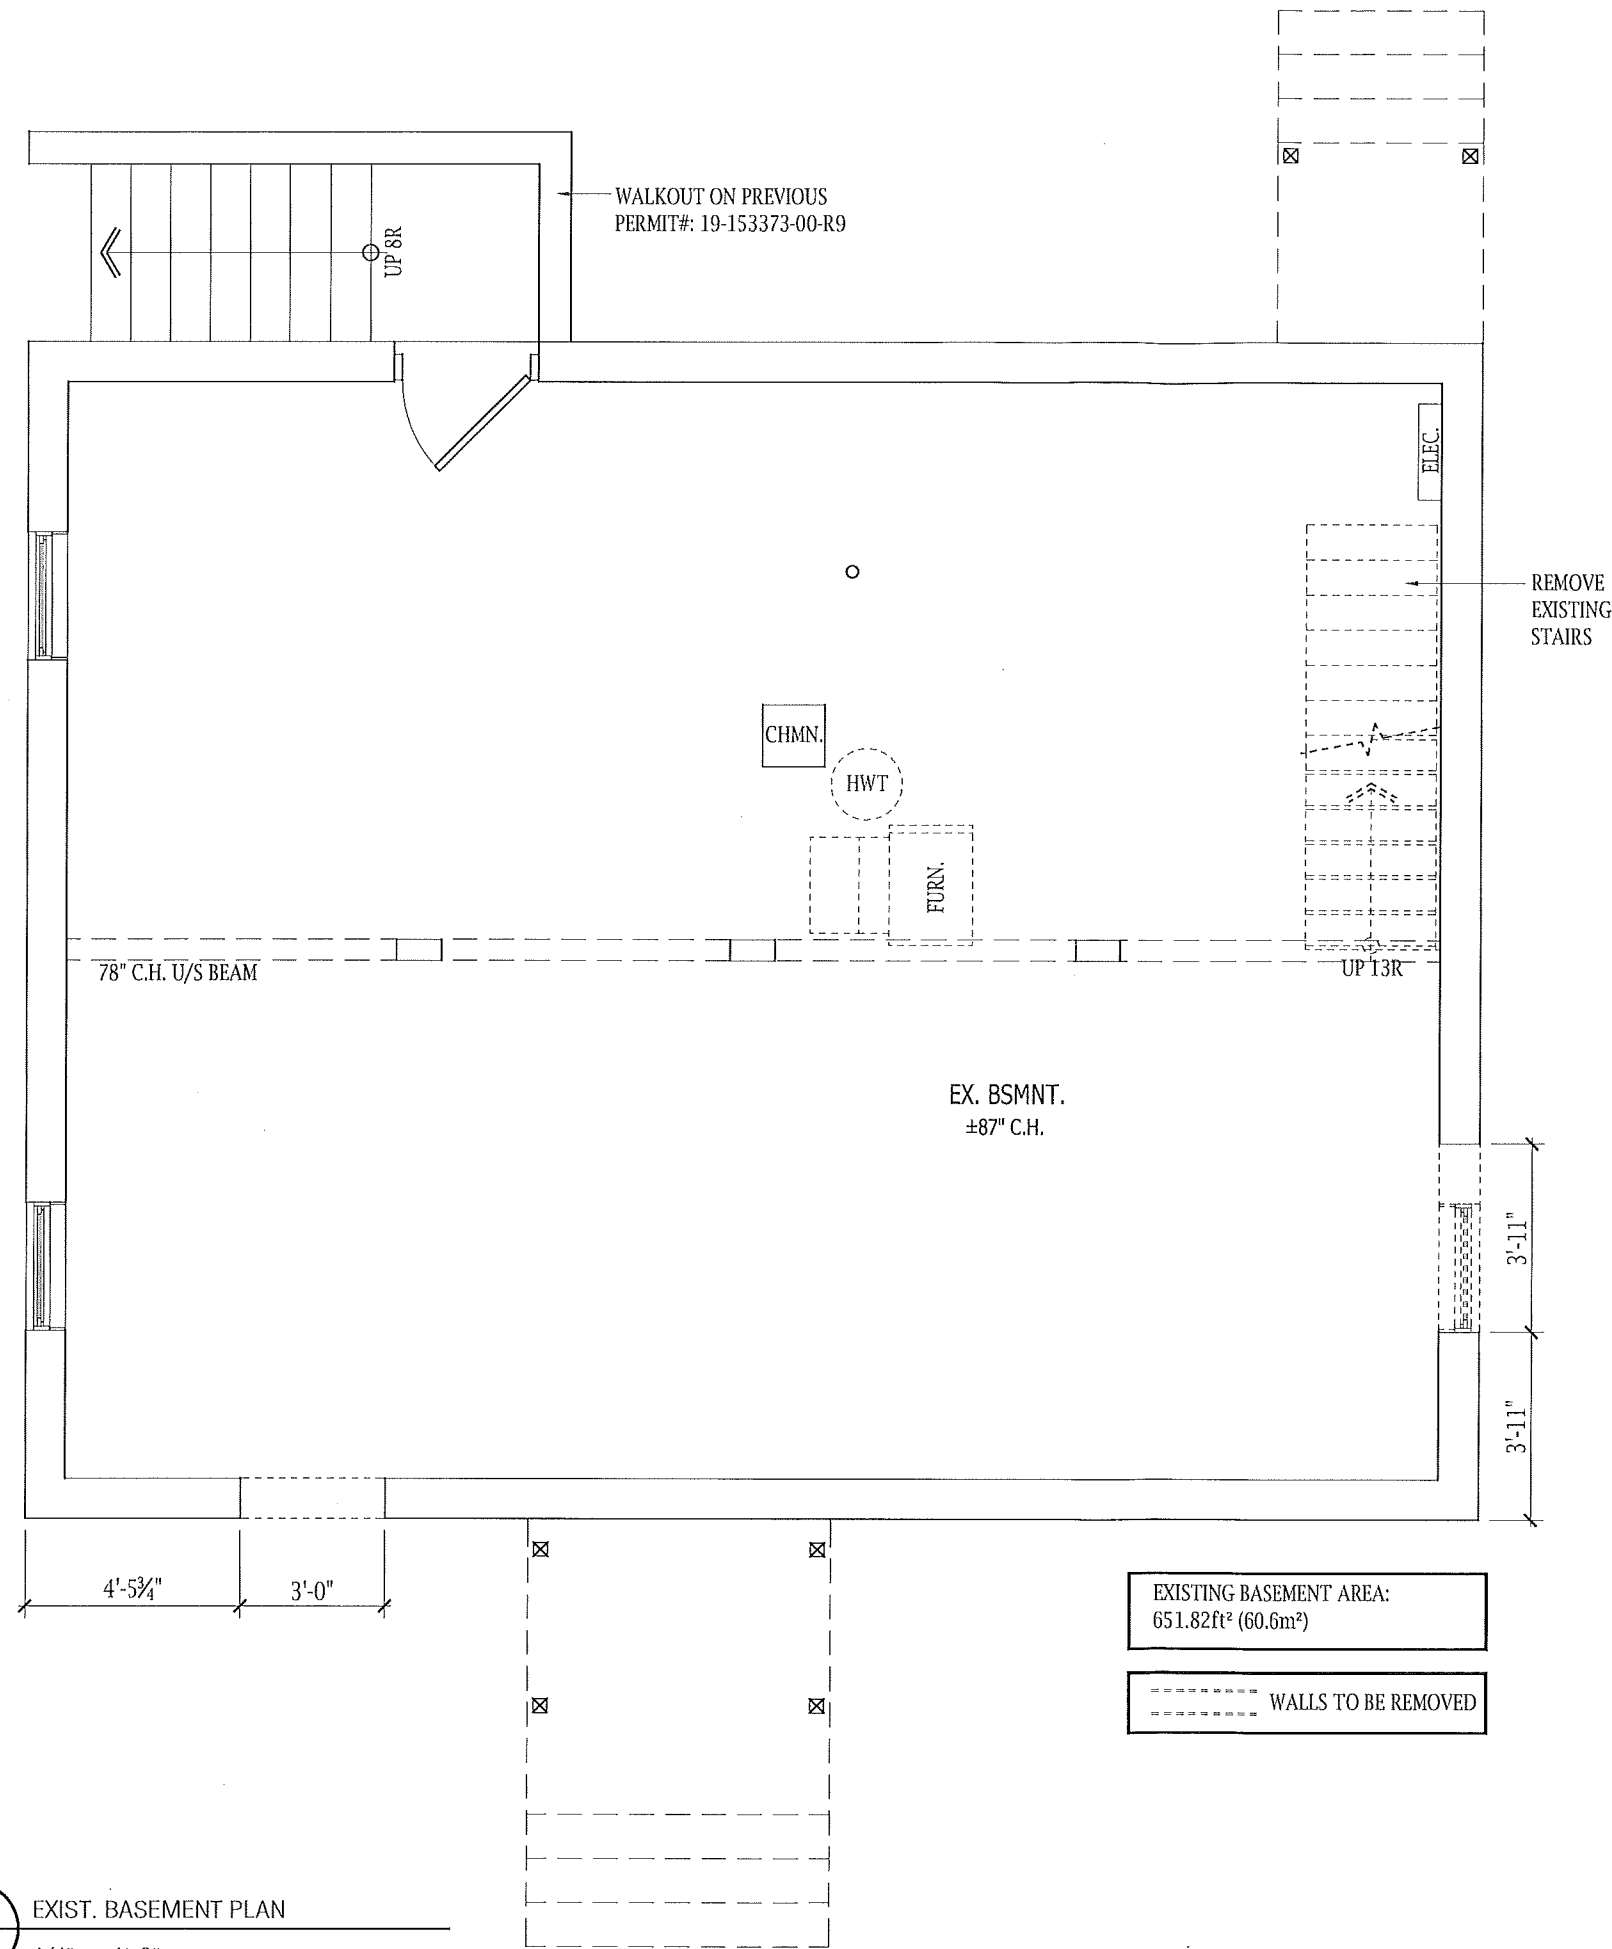 WALKOUT ON PREVIOUS
PERMIT#: 19-153373-00-R9
UP 8R
ELEC.
REMOVE
EXISTING
STAIRS
CHMN.
HWT
FURN.
78" C.H. U/S BEAM
UP 13R
EX. BSMNT.
±87" C.H.
3'-11"
3'-11"
4'-5¾"
3'-0"
EXISTING BASEMENT AREA:
651.82ft² (60.6m²)
WALLS TO BE REMOVED
EXIST. BASEMENT PLAN